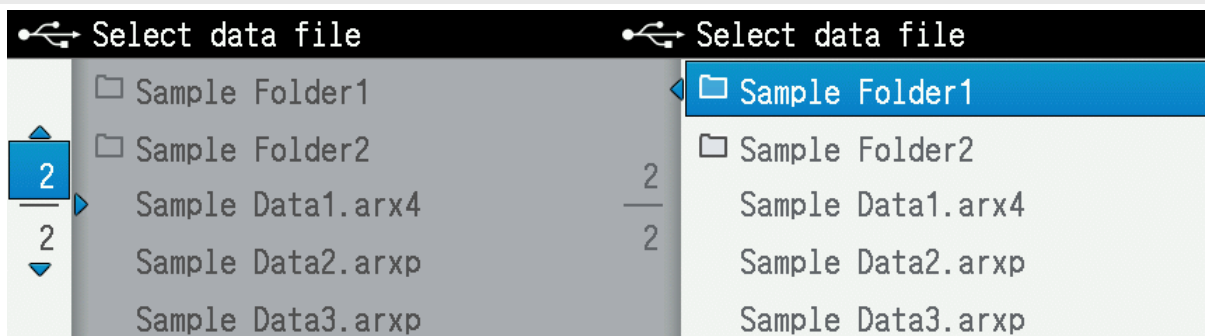 Select data file
Sample Folder1
Sample Folder2
2
2
Sample Data1.arx4
Sample Data2.arxp
Sample Data3.arxp
Select data file
Sample Folder1
Sample Folder2
2
2
Sample Data1.arx4
Sample Data2.arxp
Sample Data3.arxp